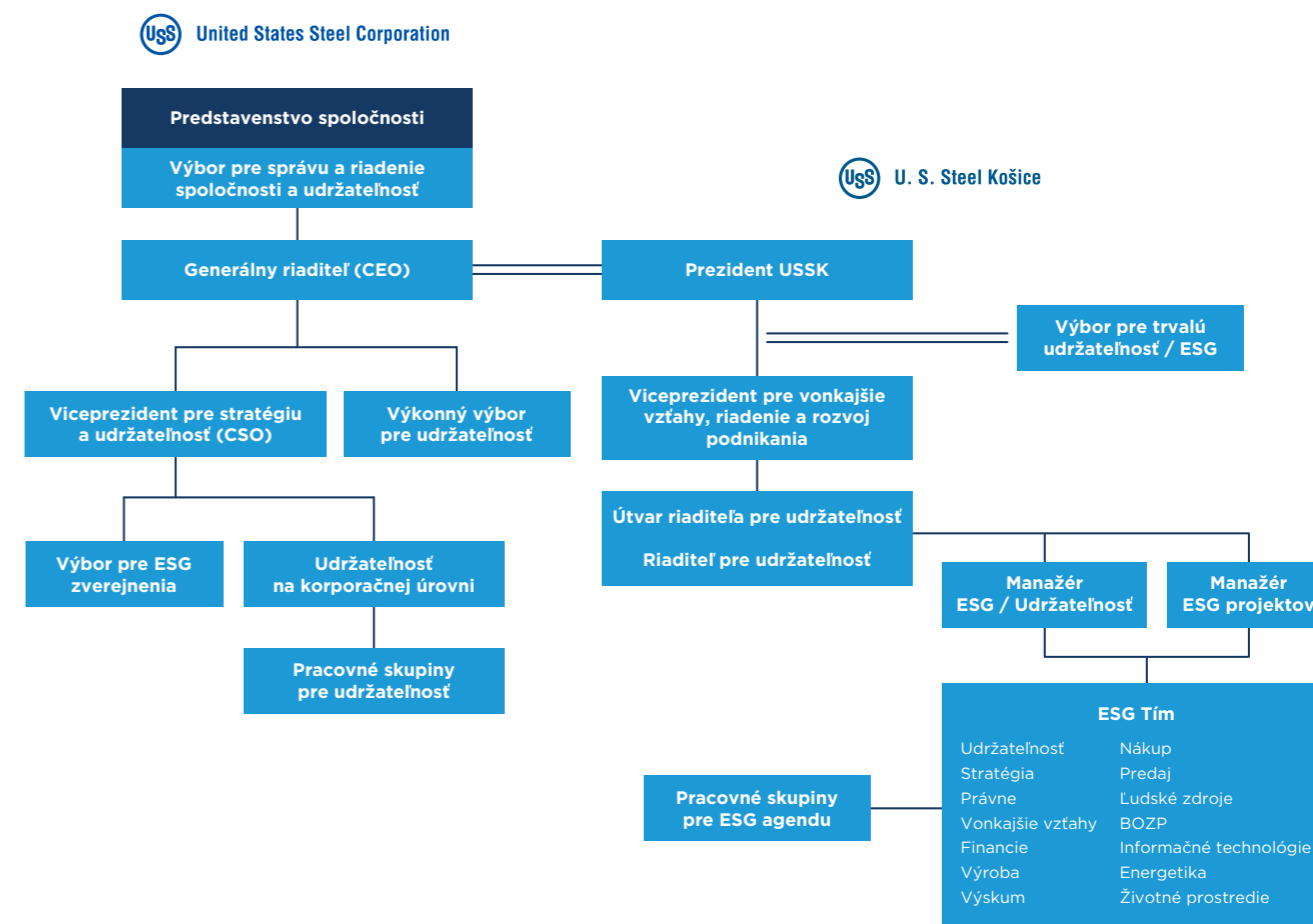 USS United States Steel Corporation
Predstavenstvo spoločnosti
Výbor pre správu a riadenie
spoločnosti a udržateľnosť
USS U. S. Steel Košice
Generálny riaditeľ (CEO)
Prezident USSK
Výbor pre trvalú
udržateľnosť / ESG
Viceprezident pre stratégiu
a udržateľnosť (CSO)
Výkonný výbor
pre udržateľnosť
Viceprezident pre vonkajšie
vzťahy, riadenie a rozvoj
podnikania
Útvar riaditeľa pre udržateľnosť
Riaditeľ pre udržateľnosť
Výbor pre ESG
zverejnenia
Udržateľnosť
na korporačnej úrovni
Manažér
ESG / Udržateľnosť
Manažér
ESG projektov
Pracovné skupiny
pre udržateľnosť
ESG Tím
Udržateľnosť
Stratégia
Právne
Vonkajšie vzťahy
Financie
Výroba
Výskum
Nákup
Predaj
Ľudské zdroje
BOZP
Informačné technológie
Energetika
Životné prostredie
Pracovné skupiny
pre ESG agendu